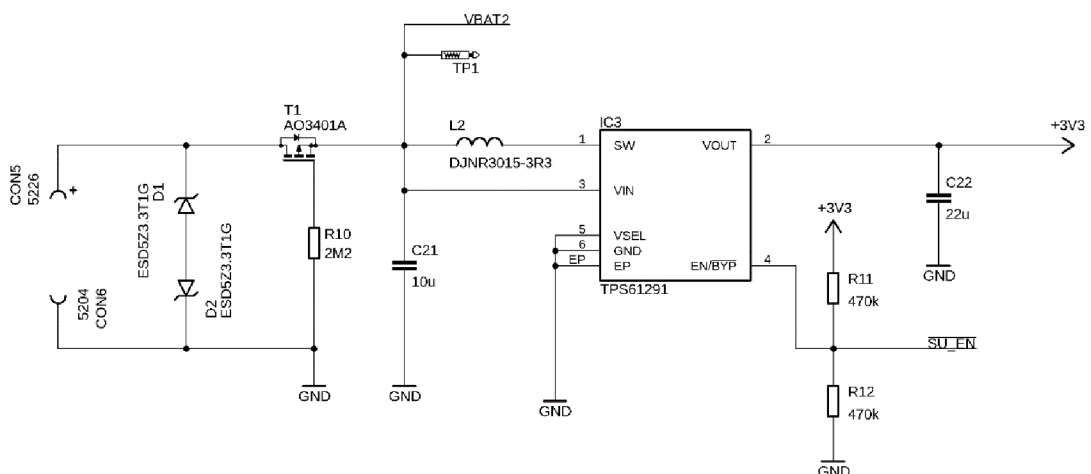 VBAT2
TP1
T1
AO3401A
L2
DJNR3015-3R3
IC3
1
SW
VOUT
2
+3V3
3
VIN
CON5
5226
+
ESD5Z3.3T1G
D1
R10
2M2
C21
10u
5
VSEL
6
GND
EP
EP
EN/BYP
4
TPS61291
C22
22u
GND
+3V3
5204
CON6
D2
ESD5Z3.3T1G
R11
470k
SU_EN
GND
GND
GND
R12
470k
GND